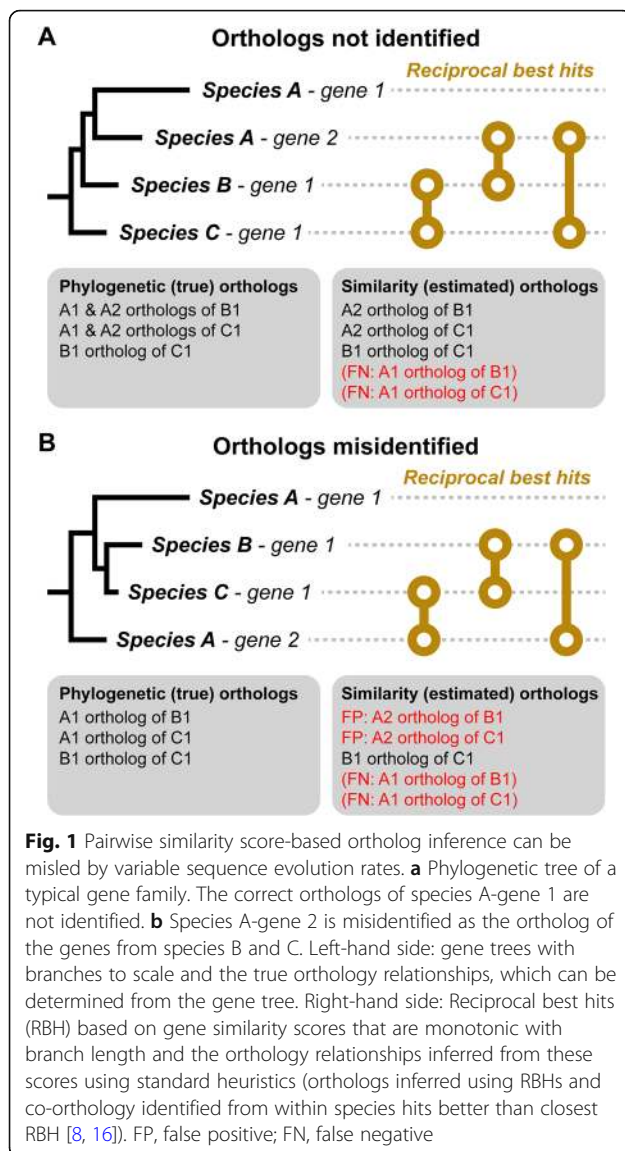 A
Orthologs not identified
Reciprocal best hits
Species A - gene 1
Species A - gene 2
Species B - gene 1
Species C - gene 1
Phylogenetic (true) orthologs
A1 & A2 orthologs of B1
A1 & A2 orthologs of C1
B1 ortholog of C1
Similarity (estimated) orthologs
A2 ortholog of B1
A2 ortholog of C1
B1 ortholog of C1
(FN: A1 ortholog of B1)
(FN: A1 ortholog of C1)
B
Orthologs misidentified
Reciprocal best hits
Species A - gene 1
Species B - gene 1
Species C - gene 1
Species A - gene 2
Phylogenetic (true) orthologs
A1 ortholog of B1
A1 ortholog of C1
B1 ortholog of C1
Similarity (estimated) orthologs
FP: A2 ortholog of B1
FP: A2 ortholog of C1
B1 ortholog of C1
(FN: A1 ortholog of B1)
(FN: A1 ortholog of C1)
Fig. 1 Pairwise similarity score-based ortholog inference can be
misled by variable sequence evolution rates. a Phylogenetic tree of a
typical gene family. The correct orthologs of species A-gene 1 are
not identified. b Species A-gene 2 is misidentified as the ortholog of
the genes from species B and C. Left-hand side: gene trees with
branches to scale and the true orthology relationships, which can be
determined from the gene tree. Right-hand side: Reciprocal best hits
(RBH) based on gene similarity scores that are monotonic with
branch length and the orthology relationships inferred from these
scores using standard heuristics (orthologs inferred using RBHs and
co-orthology identified from within species hits better than closest
RBH [8, 16]). FP, false positive; FN, false negative